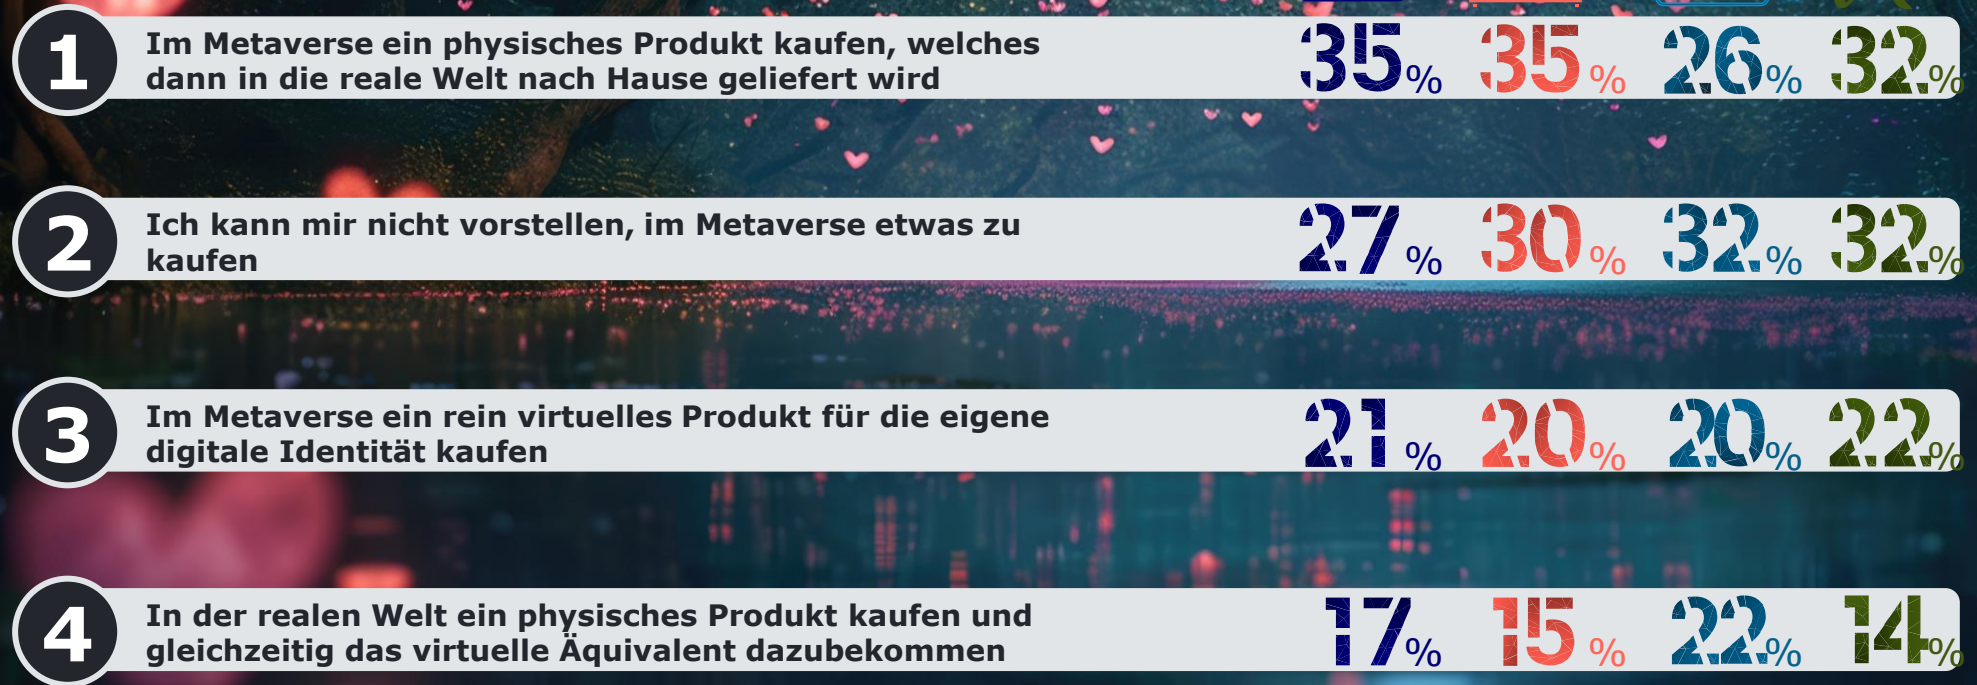 1
Im Metaverse ein physisches Produkt kaufen, welches
dann in die reale Welt nach Hause geliefert wird
35% 35% 26% 32%
2
Ich kann mir nicht vorstellen, im Metaverse etwas zu
kaufen
27% 30% 32% 32%
3
Im Metaverse ein rein virtuelles Produkt für die eigene
digitale Identität kaufen
21% 20% 20% 22%
4
In der realen Welt ein physisches Produkt kaufen und
gleichzeitig das virtuelle Äquivalent dazubekommen
17% 15% 22% 14%